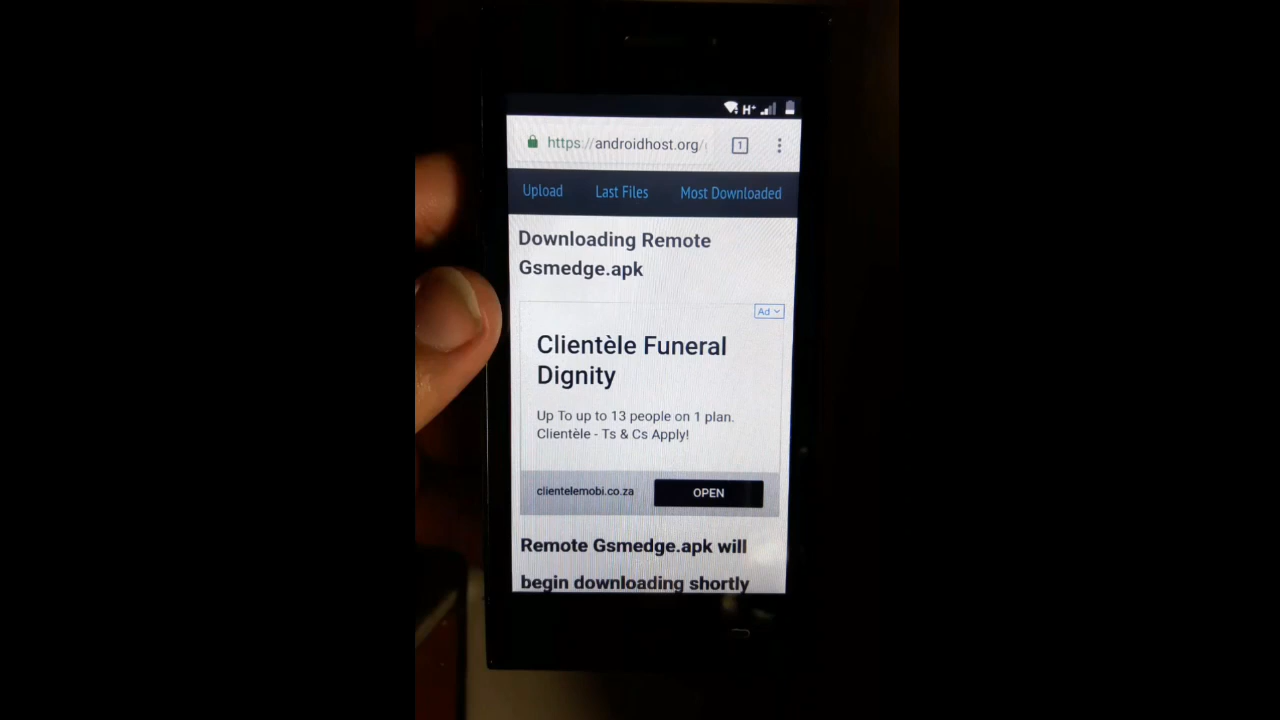 H+
https://androidhost.org/
1
Upload Last Files Most Downloaded
Downloading Remote
Gsmedge.apk
Ad
Clientèle Funeral
Dignity
Up To up to 13 people on 1 plan.
Clientèle - Ts & Cs Apply!
clientelemobi.co.za OPEN
Remote Gsmedge.apk will
begin downloading shortly